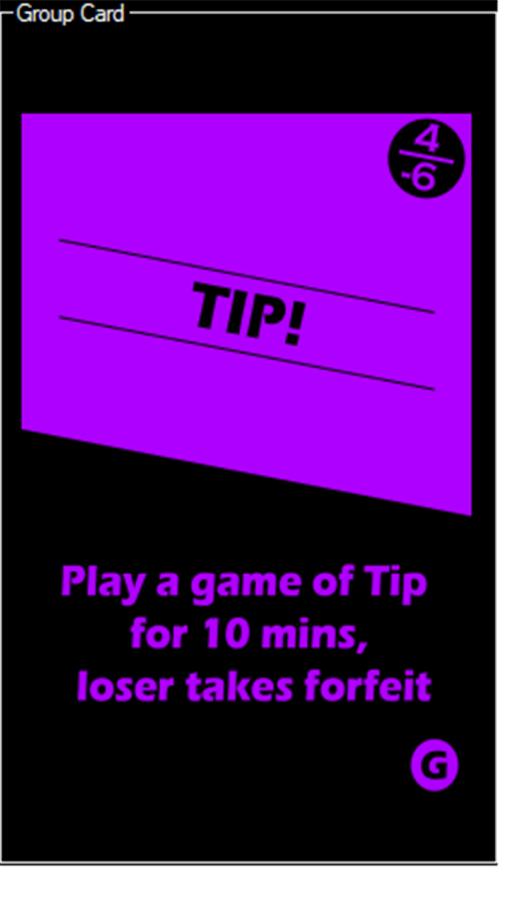 Group Card
4
-6
TIP!
Play a game of Tip
for 10 mins,
loser takes forfeit
G